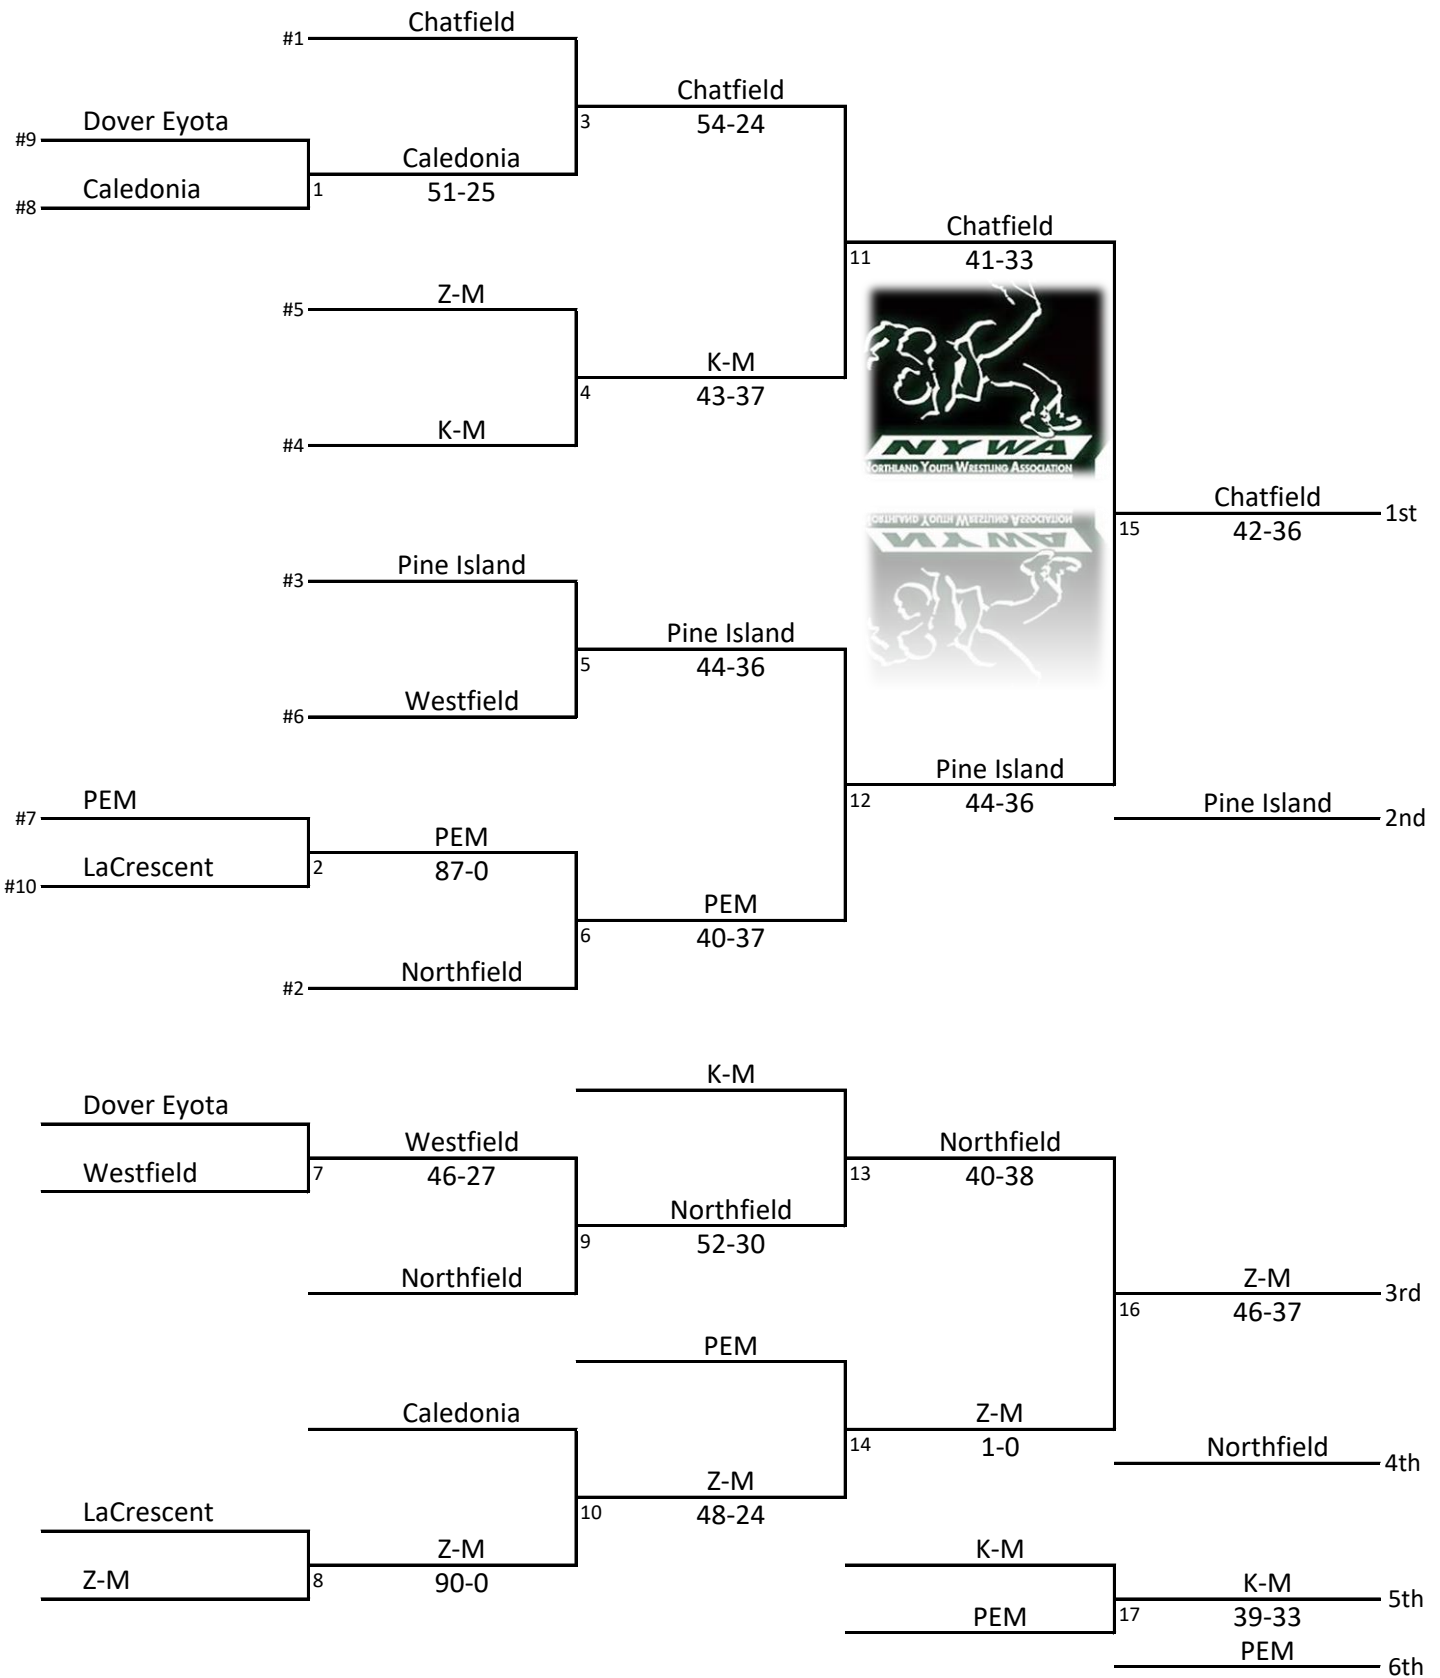 Chatfield
#1
Chatfield
3
54-24
Dover Eyota
#9
Caledonia
1
51-25
Caledonia
#8
Chatfield
11
41-33
Z-M
#5
K-M
4
43-37
K-M
#4
NYWA
NORTHLAND YOUTH WRESTLING ASSOCIATION
Chatfield
1st
15
42-36
Pine Island
#3
Pine Island
5
44-36
Westfield
#6
Pine Island
12
44-36
Pine Island
2nd
PEM
#7
PEM
2
87-0
LaCrescent
#10
PEM
6
40-37
Northfield
#2
K-M
Dover Eyota
Westfield
7
46-27
Westfield
Northfield
13
40-38
Northfield
9
52-30
Northfield
Z-M
3rd
16
46-37
PEM
Caledonia
Z-M
14
1-0
Northfield
4th
Z-M
10
48-24
LaCrescent
Z-M
8
90-0
Z-M
K-M
K-M
5th
17
39-33
PEM
PEM
6th